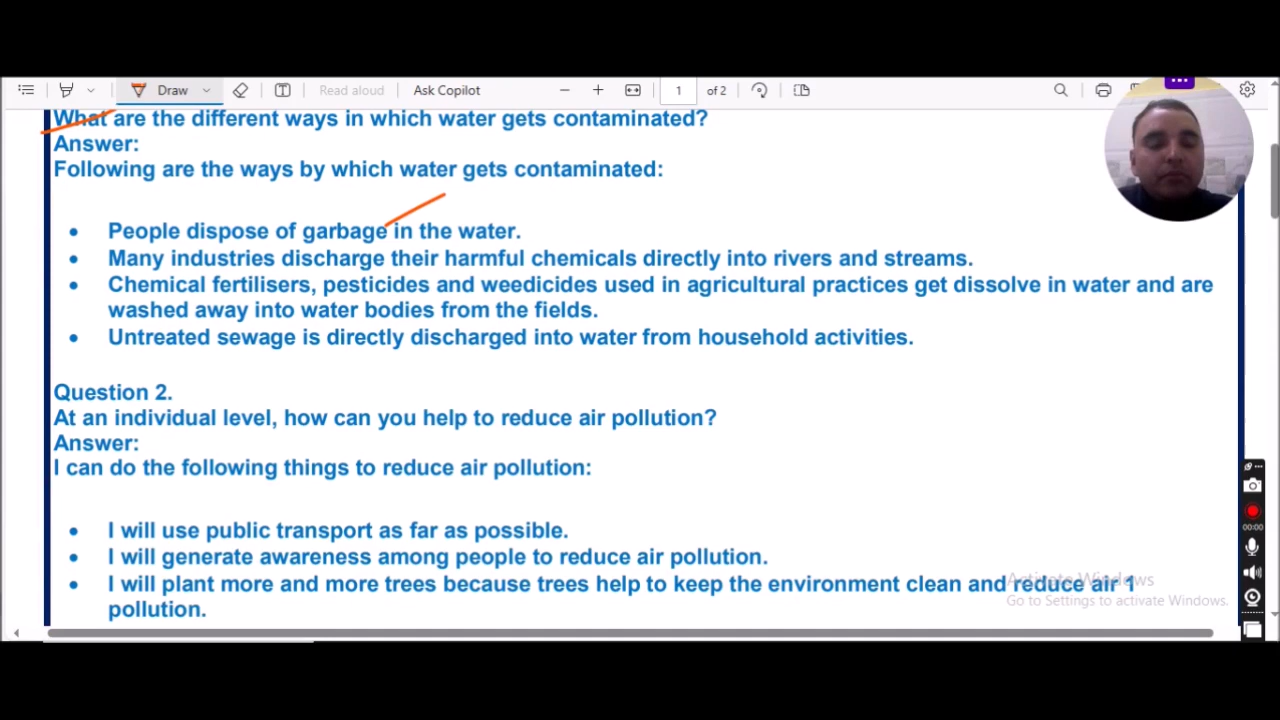 Draw
Read aloud
Ask Copilot
1
of 2
What are the different ways in which water gets contaminated?
Answer:
Following are the ways by which water gets contaminated:
• People dispose of garbage in the water.
• Many industries discharge their harmful chemicals directly into rivers and streams.
• Chemical fertilisers, pesticides and weedicides used in agricultural practices get dissolve in water and are
washed away into water bodies from the fields.
• Untreated sewage is directly discharged into water from household activities.
Question 2.
At an individual level, how can you help to reduce air pollution?
Answer:
I can do the following things to reduce air pollution:
• I will use public transport as far as possible.
• I will generate awareness among people to reduce air pollution.
• I will plant more and more trees because trees help to keep the environment clean and reduce air 1
pollution.
Activate Windows
Go to Settings to activate Windows.
00:00